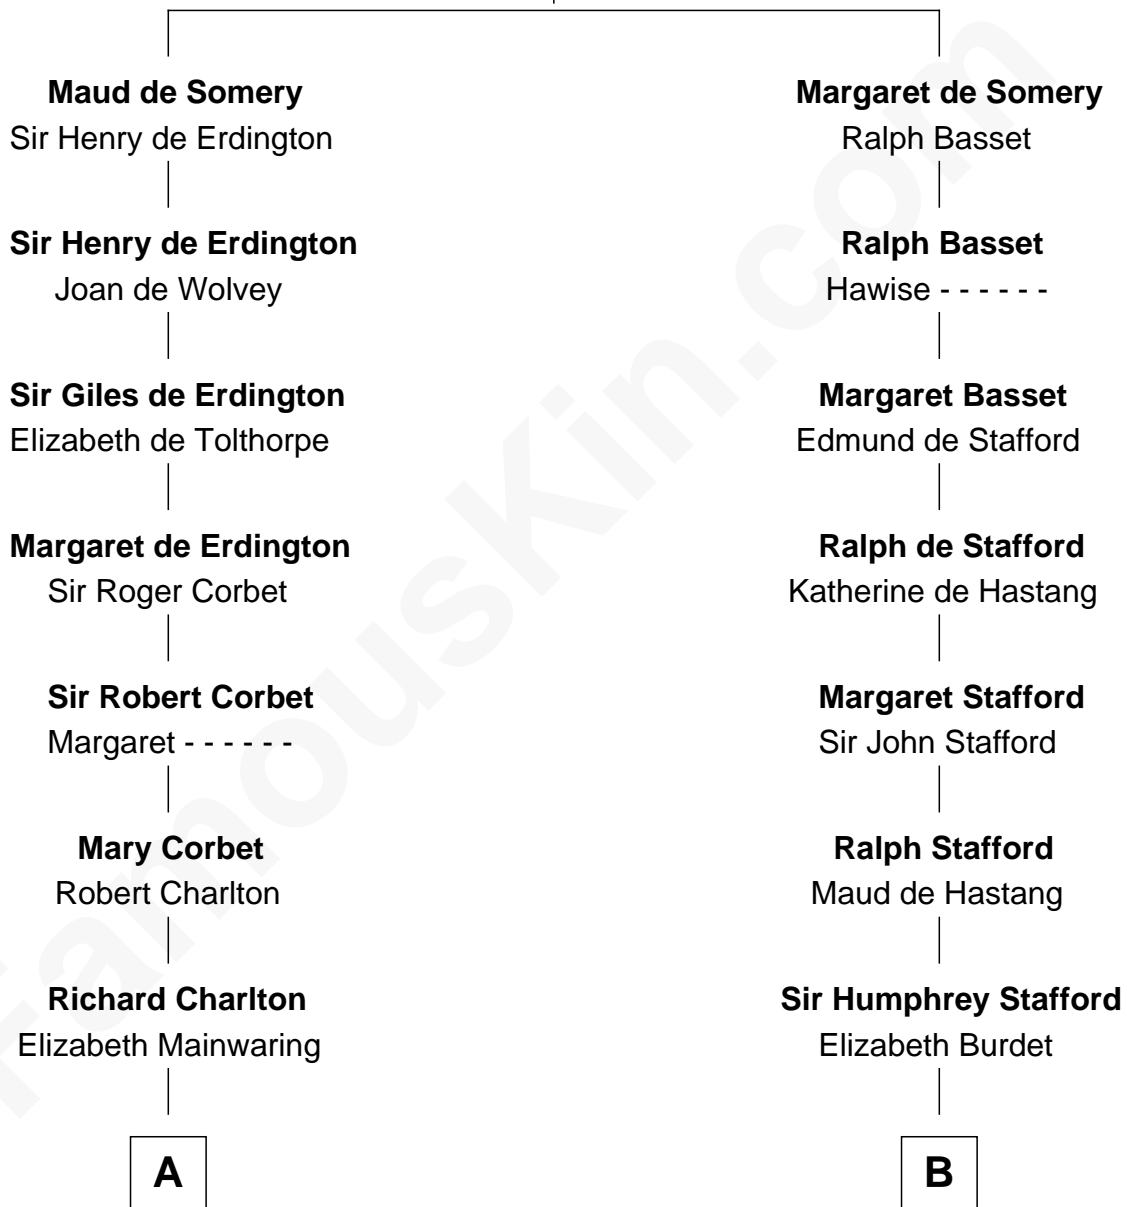 Maud de Somery
Sir Henry de Erdington
Sir Henry de Erdington
Joan de Wolvey
Sir Giles de Erdington
Elizabeth de Tolthorpe
Margaret de Erdington
Sir Roger Corbet
Sir Robert Corbet
Margaret - - - - - -
Mary Corbet
Robert Charlton
Richard Charlton
Elizabeth Mainwaring
A
Margaret de Somery
Ralph Basset
Ralph Basset
Hawise - - - - - -
Margaret Basset
Edmund de Stafford
Ralph de Stafford
Katherine de Hastang
Margaret Stafford
Sir John Stafford
Ralph Stafford
Maud de Hastang
Sir Humphrey Stafford
Elizabeth Burdet
B
FamousKin.com